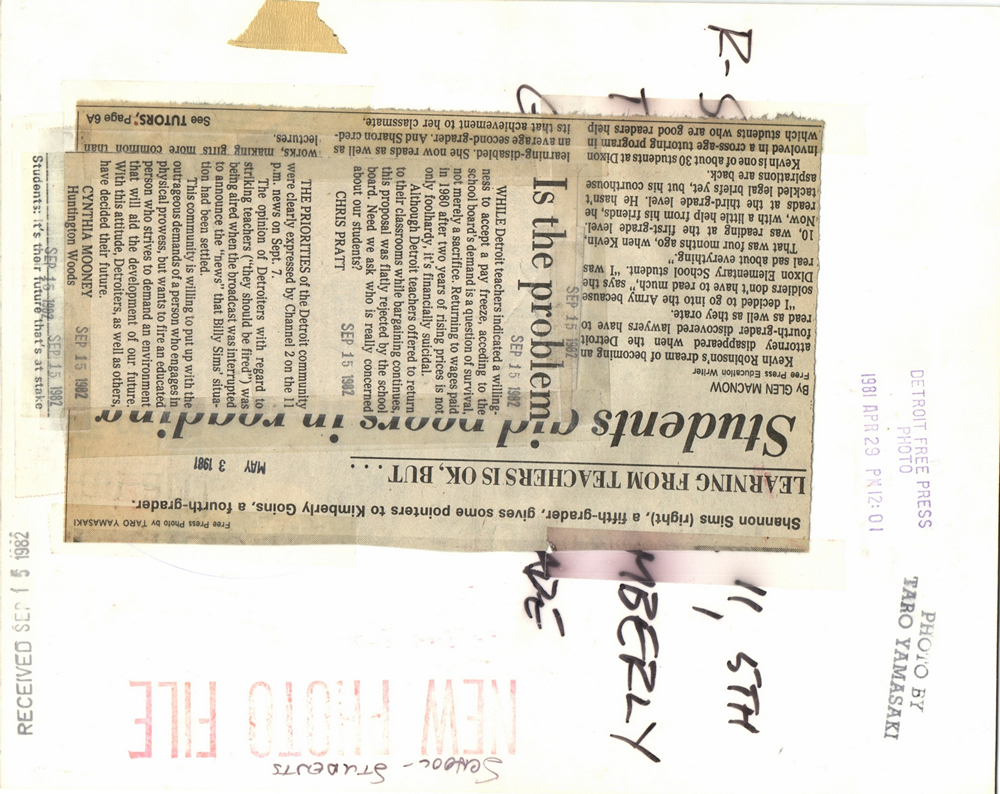 Shannon Sims (right), a fifth-grader, gives some pointers to Kimberly Goins, a fourth-grader.
Free Press Photo by TARO YAMASAKI
LEARNING FROM TEACHERS IS OK, BUT . . .
MAY 3 1981
Students aid peers in reading
By GLEN MACNOW
Free Press Education Writer
Kevin Robinson's dream of becoming an
attorney disappeared when the Detroit
fourth-grader discovered lawyers have to
read as well as they orate.
"I decided to go into the Army because
soldiers don't have to read much," says the
Dixon Elementary School student. "I was
real sad about everything."
That was four months ago, when Kevin,
10, was reading at the first-grade level.
Now, with a little help from his friends, he
reads at the third-grade level. He hasn't
tackled legal briefs yet, but his courthouse
aspirations are back.
Kevin is one of about 30 students at Dixon
involved in a cross-age tutoring program in
which students who are good readers help
learning-disabled. She now reads as well as
an average second-grader. And Sharon cred-
its that achievement to her classmate.
works, making gifts more common than
lectures.
See TUTORS, Page 6A
Is the problem
SEP 15 1982
SEP 15 1982
WHILE Detroit teachers indicated a willing-
ness to accept a pay freeze, acceding to the
school board's demand is a question of survival,
not merely a sacrifice. Returning to wages paid
in 1980 after two years of rising prices is not
only foolhardy, it's financially suicidal.
Although Detroit teachers offered to return
to their classrooms while bargaining continues,
this proposal was flatly rejected by the school
board. Need we ask who is really concerned
about our students?
CHRIS PRATT
SEP 15 1982
THE PRIORITIES of the Detroit community
were clearly expressed by Channel 2 on the 11
p.m. news on Sept. 7.
The opinion of Detroiters with regard to
striking teachers ("they should be fired") was
being aired when the broadcast was interrupted
to announce the "news" that Billy Sims' situa-
tion had been settled.
This community is willing to put up with the
outrageous demands of a person who engages in
physical prowess, but wants to fire an educated
person who strives to demand an environment
that will aid the development of our future.
With this attitude, Detroiters, as well as others,
have decided their future.
CYNTHIA MOONEY
Huntington Woods
SEP 15 1982
SEP 15 1982
SEP 15 1982
Students: it's their future that's at stake
R-S
11, 5TH
MBERLY
DETROIT FREE PRESS
PHOTO
1981 APR 29 PM 12:01
PHOTO BY
TARO YAMASAKI
RECEIVED SEP 15 1982
NEW PHOTO FILE
SCHOOL - STUDENTS